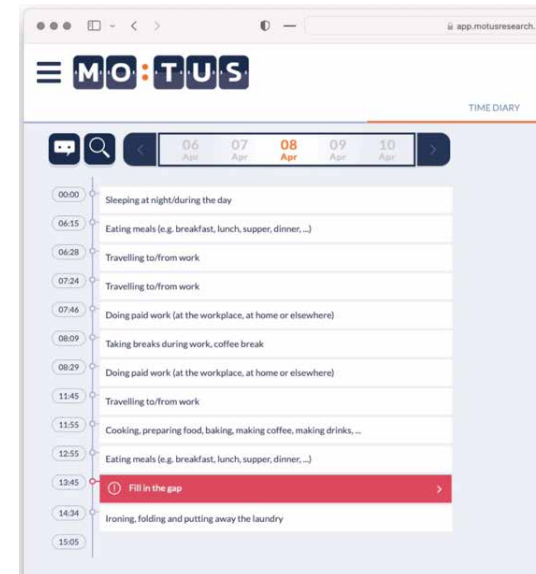 app.motusresearch.
MO:TUS
TIME DIARY
06 07 08 09 10
Apr Apr Apr Apr Apr
00:00 Sleeping at night/during the day
06:15 Eating meals (e.g. breakfast, lunch, supper, dinner, ...)
06:28 Travelling to/from work
07:24 Travelling to/from work
07:46 Doing paid work (at the workplace, at home or elsewhere)
08:09 Taking breaks during work, coffee break
08:29 Doing paid work (at the workplace, at home or elsewhere)
11:45 Travelling to/from work
11:55 Cooking, preparing food, baking, making coffee, making drinks, ...
12:55 Eating meals (e.g. breakfast, lunch, supper, dinner, ...)
13:45 Fill in the gap
14:34 Ironing, folding and putting away the laundry
15:05